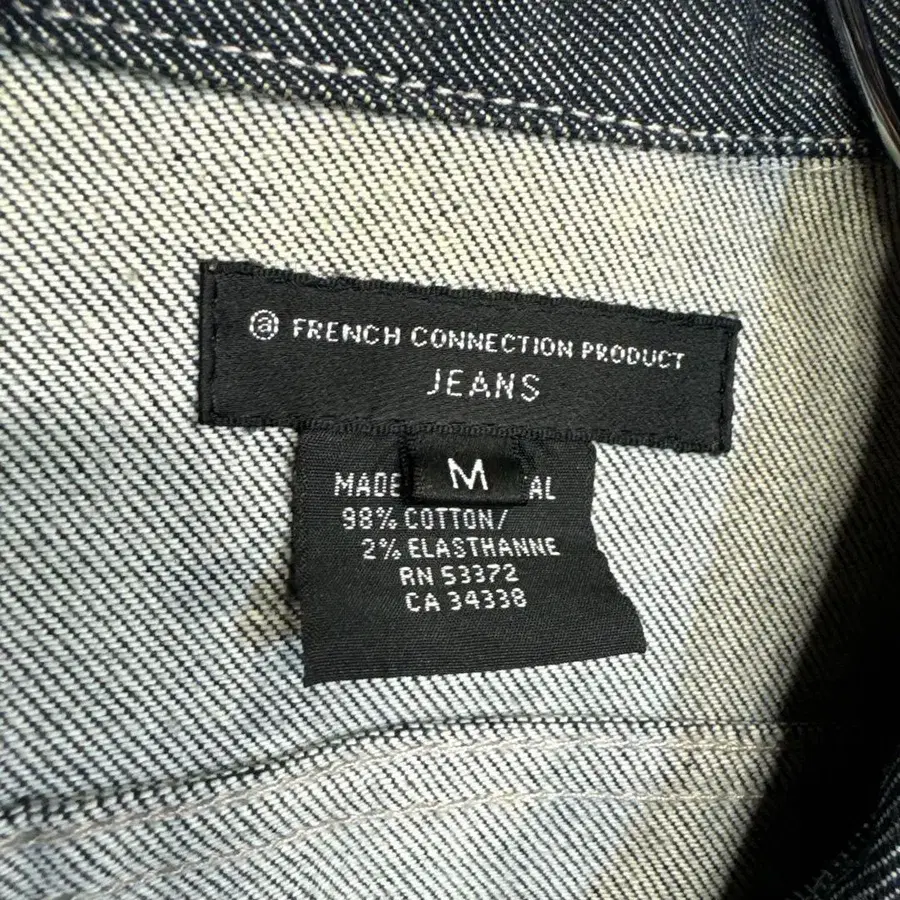 @ FRENCH CONNECTION PRODUCT
JEANS
M
MADE AL
98% COTTON/
2% ELASTHANNE
RN 53372
CA 34338